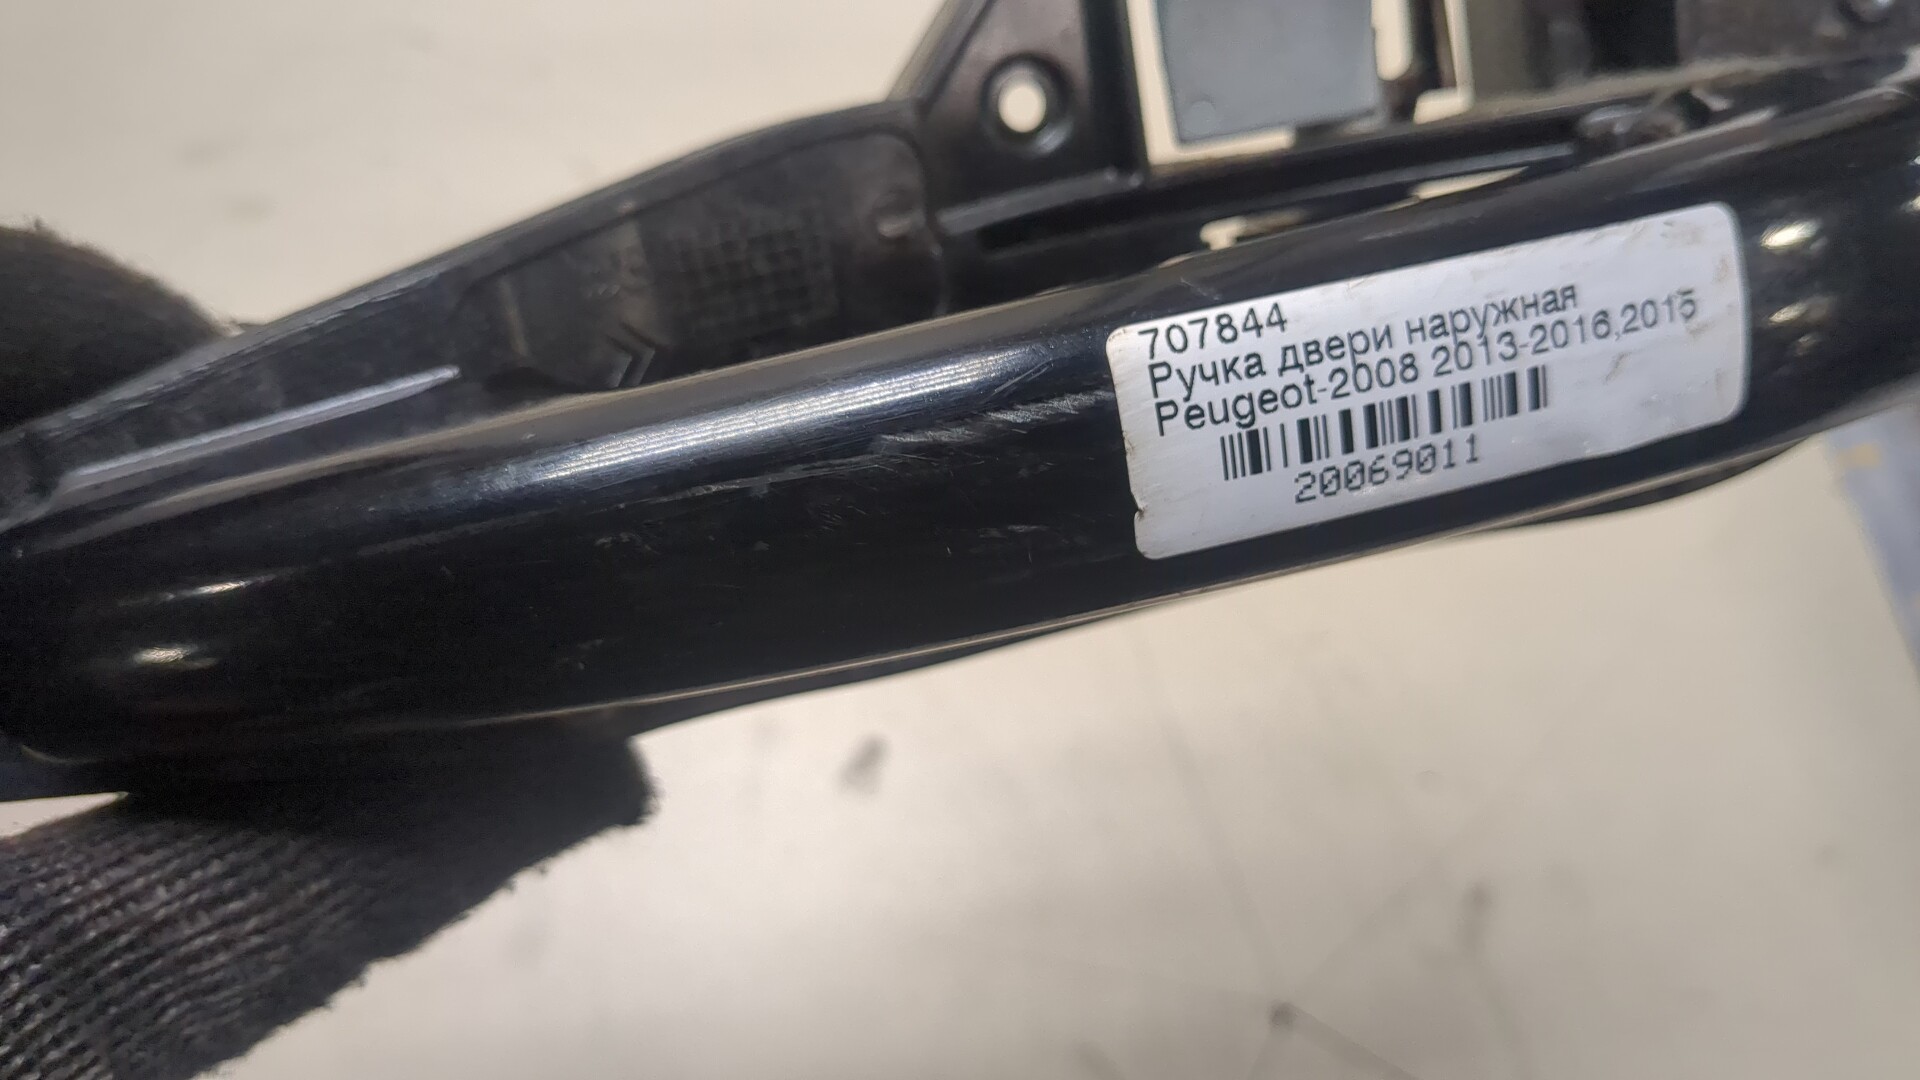 707844
Ручка двери наружная
Peugeot-2008 2013-2016,2015
20069011